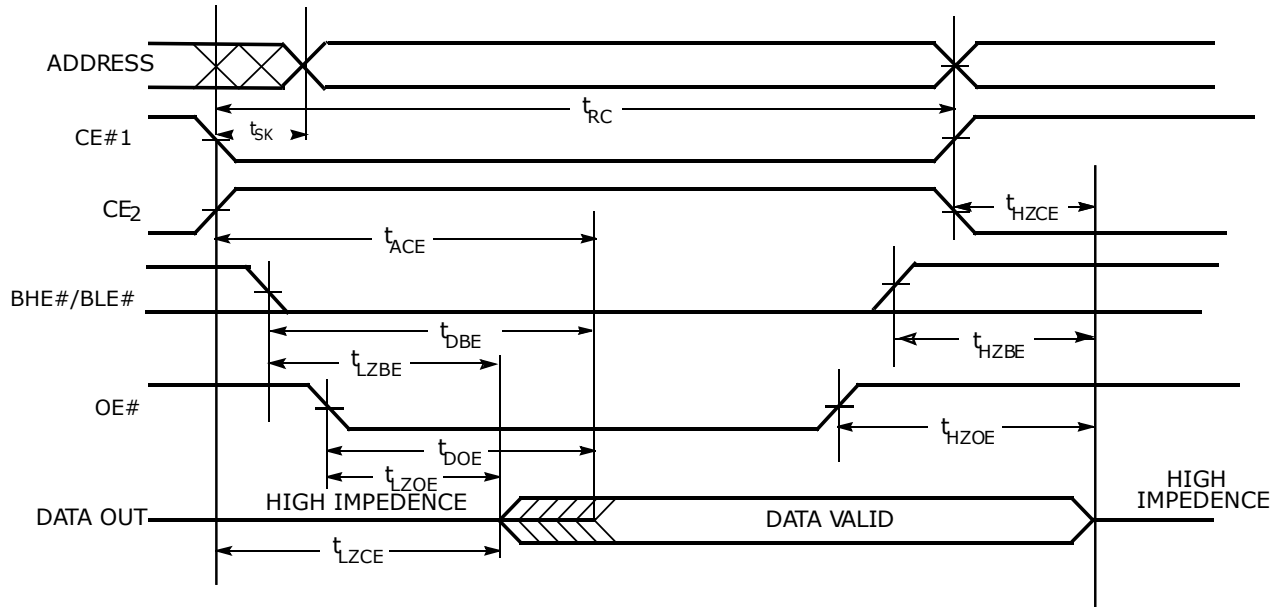 ADDRESS
tRC
tSK
CE#1
CE2
tHZCE
tACE
BHE#/BLE#
tDBE
tHZBE
tLZBE
OE#
tHZOE
tDOE
tLZOE
HIGH IMPEDENCE
HIGH
IMPEDENCE
DATA OUT
DATA VALID
tLZCE